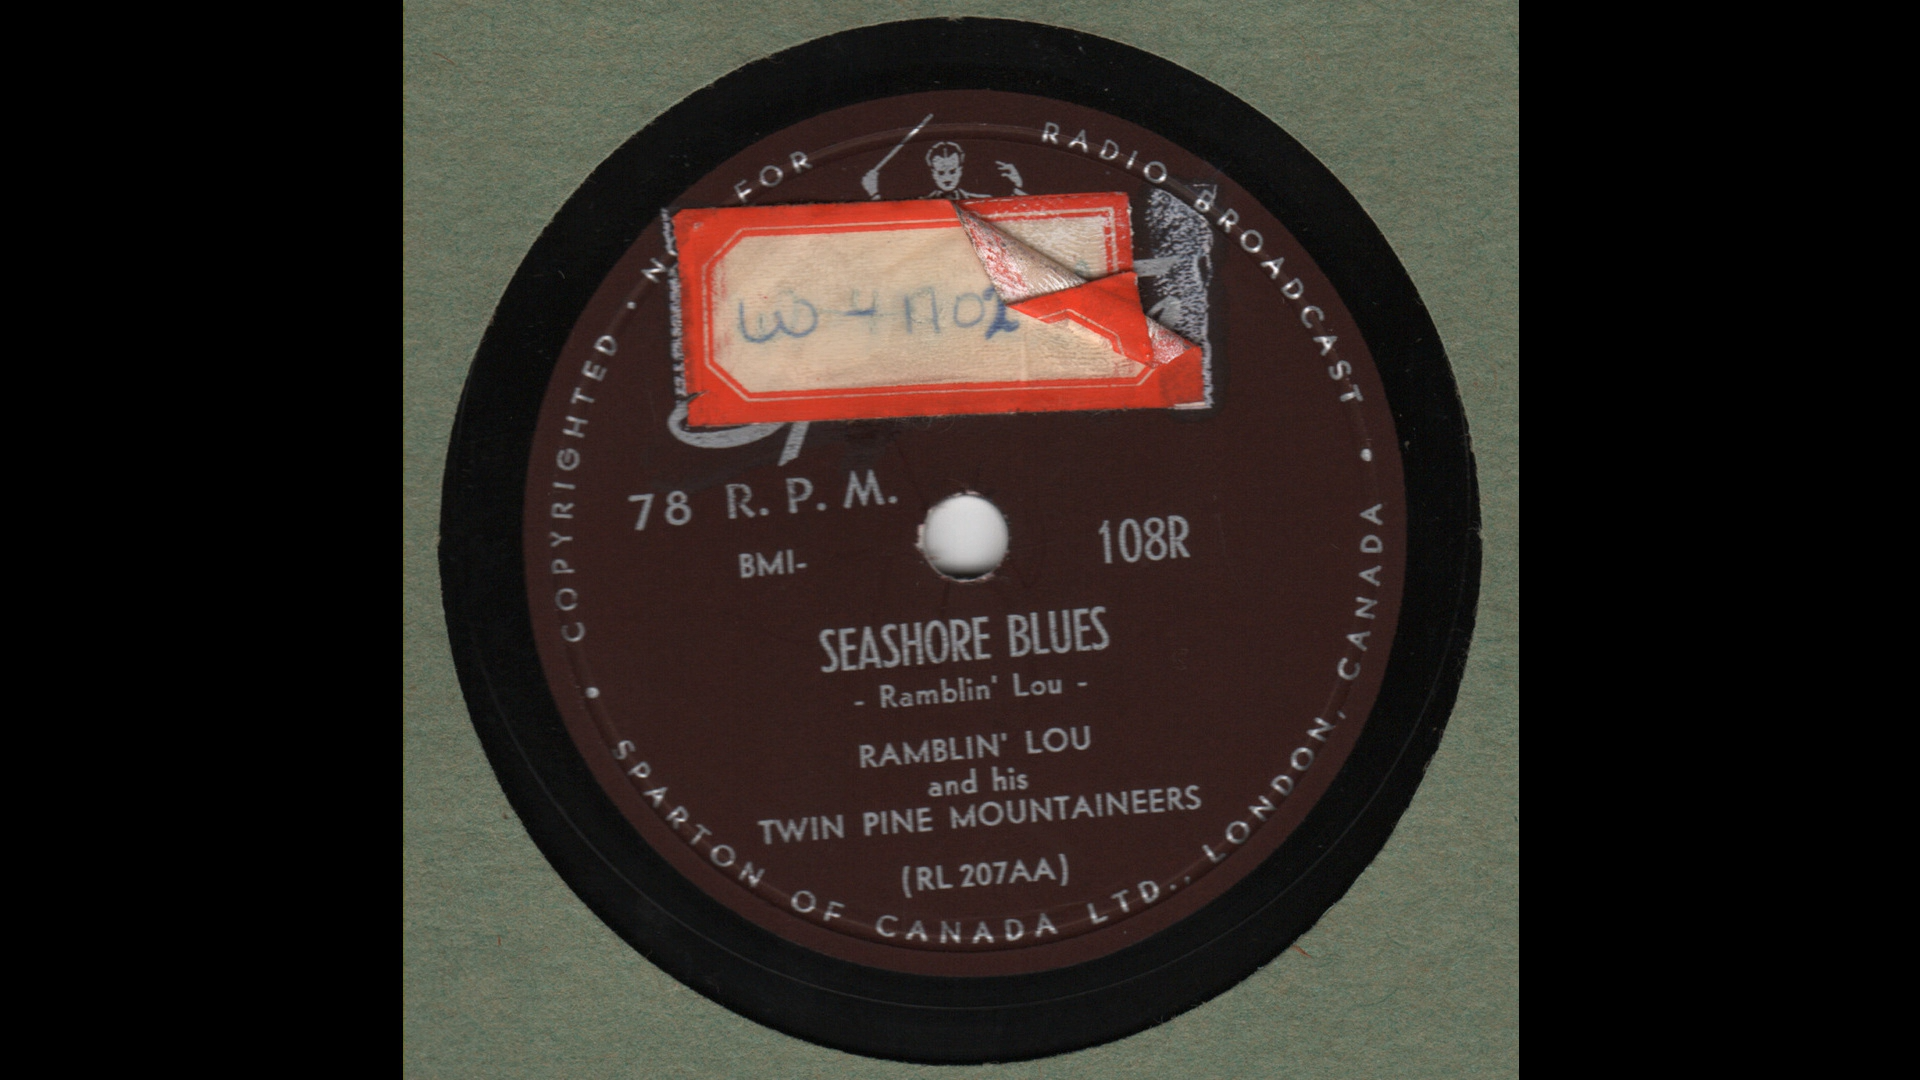 COPYRIGHTED • NOT FOR RADIO BROADCAST •
78 R. P. M.
BMI-
108R
SEASHORE BLUES
- Ramblin' Lou -
RAMBLIN' LOU
and his
TWIN PINE MOUNTAINEERS
(RL 207AA)
• SPARTON OF CANADA LTD., LONDON, CANADA